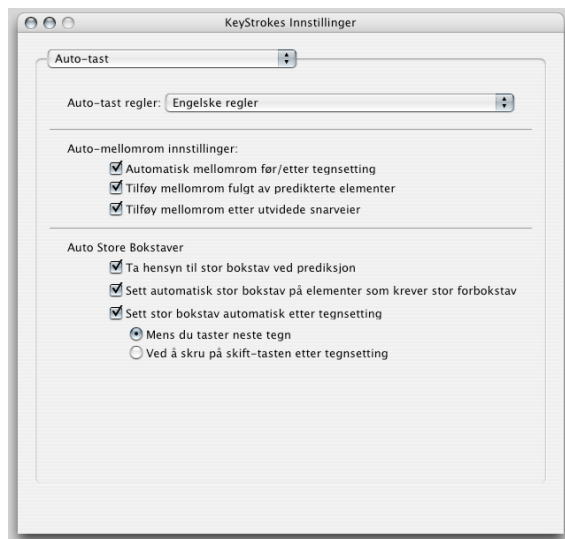 KeyStrokes Innstillinger
Auto-tast
Auto-tast regler: Engelske regler
Auto-mellomrom innstillinger:
Automatisk mellomrom før/etter tegnsetting
Tilføy mellomrom fulgt av predikterte elementer
Tilføy mellomrom etter utvidede snarveier
Auto Store Bokstaver
Ta hensyn til stor bokstav ved prediksjon
Sett automatisk stor bokstav på elementer som krever stor forbokstav
Sett stor bokstav automatisk etter tegnsetting
Mens du taster neste tegn
Ved å skru på skift-tasten etter tegnsetting